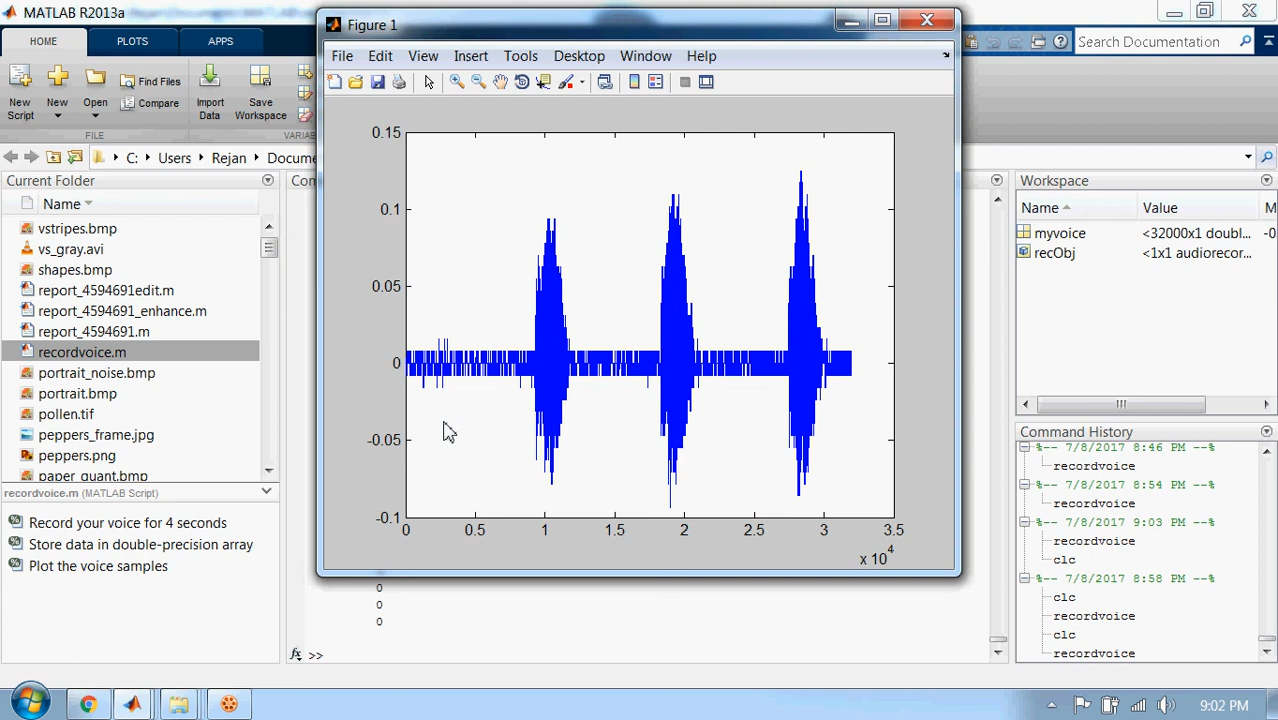 MATLAB R2013a
Figure 1
HOME
PLOTS
APPS
Search Documentation
File Edit View Insert Tools Desktop Window Help
New Script
New
Open
Find Files
Compare
Import Data
Save Workspace
FILE
VARIAB
C: Users Rejan Docume
Current Folder
Name
vstripes.bmp
vs_gray.avi
shapes.bmp
report_4594691edit.m
report_4594691_enhance.m
report_4594691.m
recordvoice.m
portrait_noise.bmp
portrait.bmp
pollen.tif
peppers_frame.jpg
peppers.png
paper_quant.bmp
recordvoice.m (MATLAB Script)
Record your voice for 4 seconds
Store data in double-precision array
Plot the voice samples
Con
0.15
0.1
0.05
0
-0.05
-0.1
0 0.5 1 1.5 2 2.5 3 3.5
x 10^4
0
0
0
fx >>
Workspace
Name Value M
myvoice <32000x1 doubl... -0
recObj <1x1 audiorecor...
Command History
%-- 7/8/2017 8:46 PM --%
recordvoice
%-- 7/8/2017 8:54 PM --%
recordvoice
%-- 7/8/2017 9:03 PM --%
recordvoice
clc
%-- 7/8/2017 8:58 PM --%
clc
recordvoice
clc
recordvoice
9:02 PM